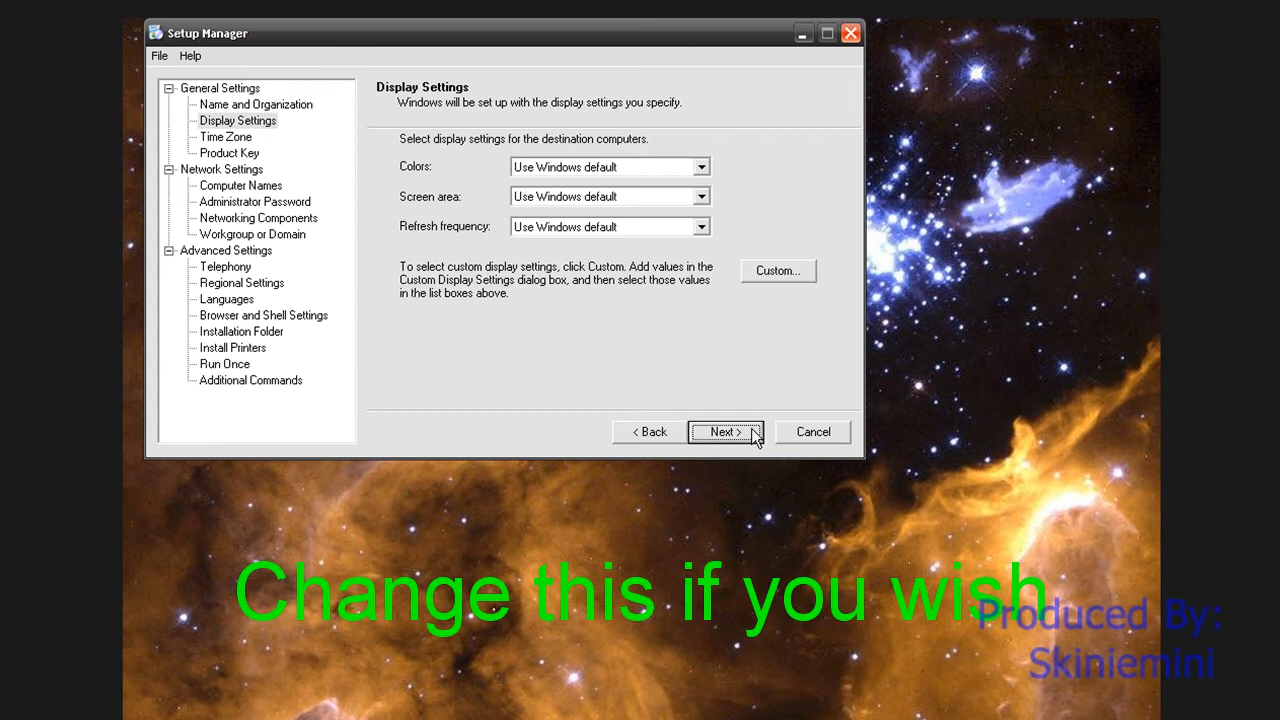 Setup Manager
File Help
General Settings
Name and Organization
Display Settings
Time Zone
Product Key
Network Settings
Computer Names
Administrator Password
Networking Components
Workgroup or Domain
Advanced Settings
Telephony
Regional Settings
Languages
Browser and Shell Settings
Installation Folder
Install Printers
Run Once
Additional Commands
Display Settings
Windows will be set up with the display settings you specify.
Select display settings for the destination computers.
Colors: Use Windows default
Screen area: Use Windows default
Refresh frequency: Use Windows default
To select custom display settings, click Custom. Add values in the
Custom Display Settings dialog box, and then select those values
in the list boxes above.
Custom...
< Back Next > Cancel
Change this if you wish
Produced By:
Skiniemini